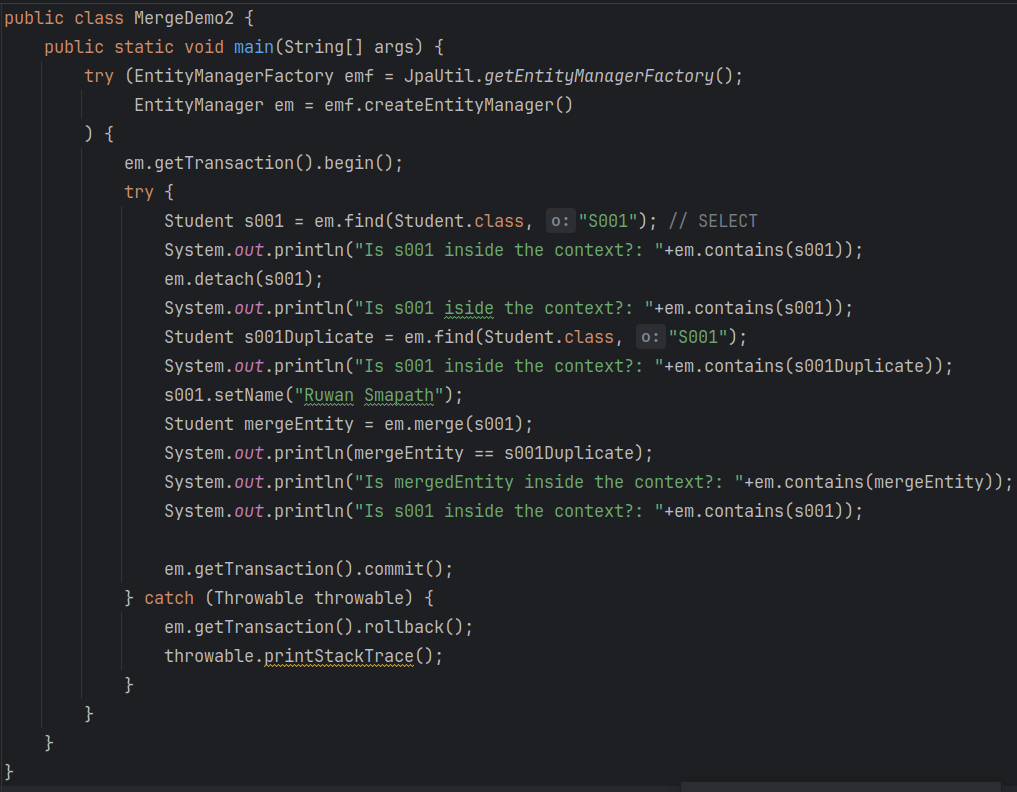 public class MergeDemo2 {
    public static void main(String[] args) {
        try (EntityManagerFactory emf = JpaUtil.getEntityManagerFactory();
             EntityManager em = emf.createEntityManager()
        ) {
            em.getTransaction().begin();
            try {
                Student s001 = em.find(Student.class, o: "S001"); // SELECT
                System.out.println("Is s001 inside the context?: "+em.contains(s001));
                em.detach(s001);
                System.out.println("Is s001 iside the context?: "+em.contains(s001));
                Student s001Duplicate = em.find(Student.class, o: "S001");
                System.out.println("Is s001 inside the context?: "+em.contains(s001Duplicate));
                s001.setName("Ruwan Smapath");
                Student mergeEntity = em.merge(s001);
                System.out.println(mergeEntity == s001Duplicate);
                System.out.println("Is mergedEntity inside the context?: "+em.contains(mergeEntity));
                System.out.println("Is s001 inside the context?: "+em.contains(s001));

                em.getTransaction().commit();
            } catch (Throwable throwable) {
                em.getTransaction().rollback();
                throwable.printStackTrace();
            }
        }
    }
}